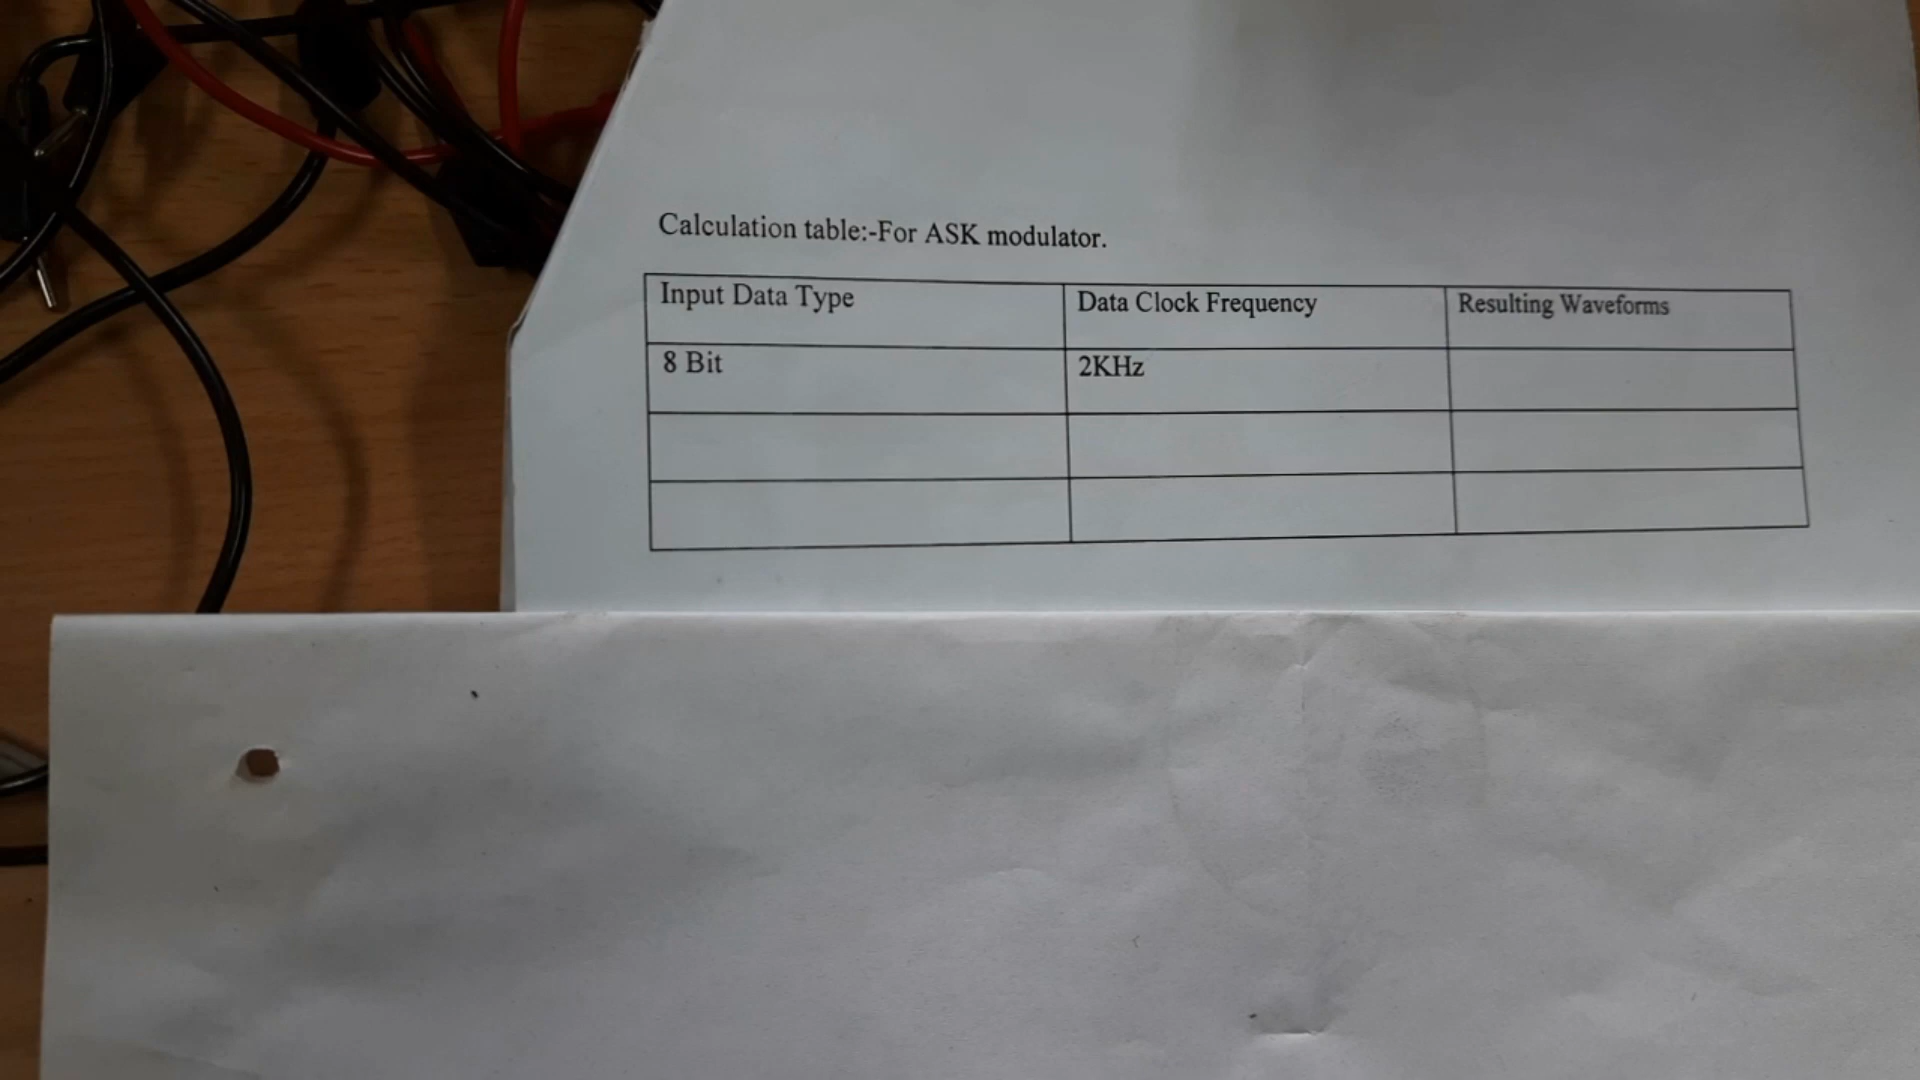 Calculation table:-For ASK modulator.
Input Data Type Data Clock Frequency Resulting Waveforms
8 Bit 2KHz